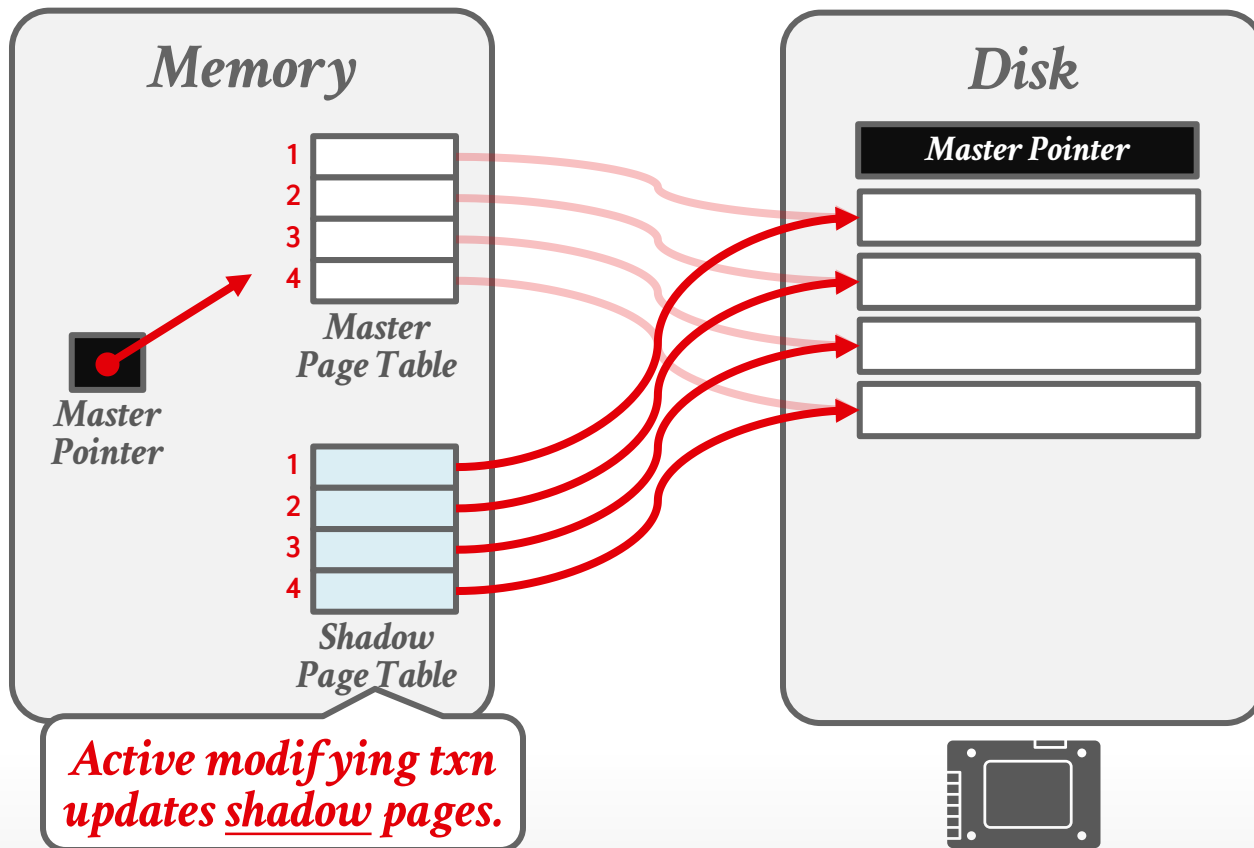 Memory
1
2
3
4
Master
Page Table
Master
Pointer
1
2
3
4
Shadow
Page Table
Active modifying txn
updates shadow pages.
Disk
Master Pointer